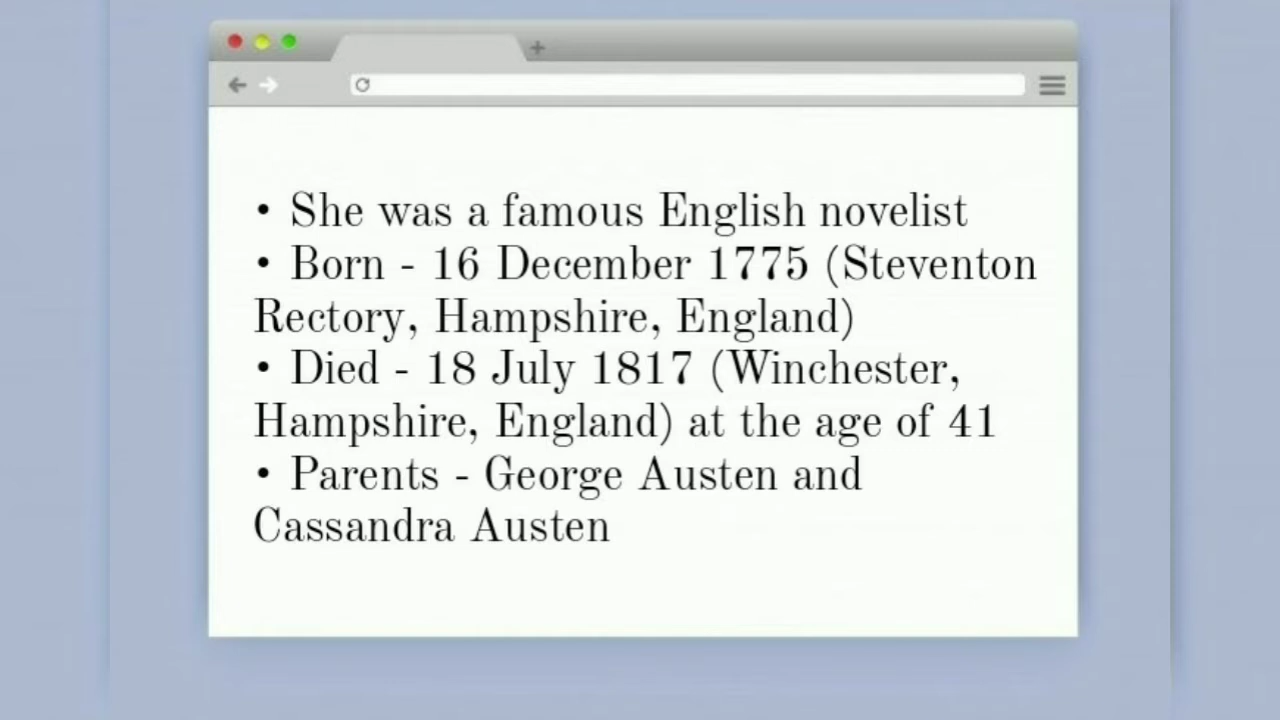 • She was a famous English novelist
• Born - 16 December 1775 (Steventon
Rectory, Hampshire, England)
• Died - 18 July 1817 (Winchester,
Hampshire, England) at the age of 41
• Parents - George Austen and
Cassandra Austen